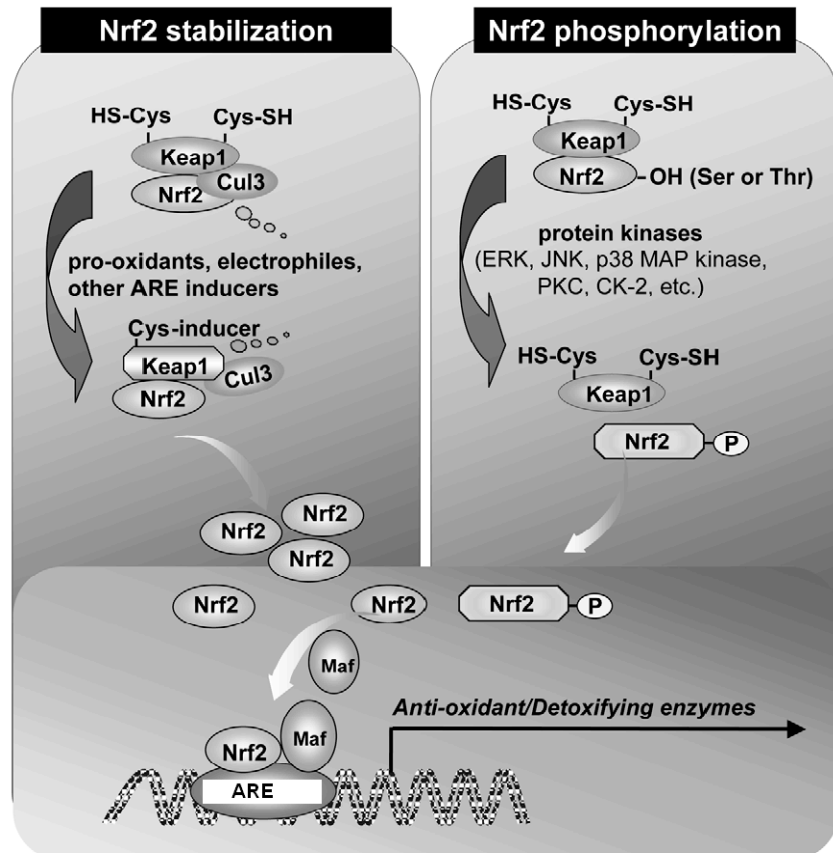 Nrf2 stabilization
HS-Cys Cys-SH
Keap1
Nrf2 Cul3
pro-oxidants, electrophiles,
other ARE inducers
Cys-inducer
Keap1
Cul3
Nrf2
Nrf2 phosphorylation
HS-Cys Cys-SH
Keap1
Nrf2 -OH (Ser or Thr)
protein kinases
(ERK, JNK, p38 MAP kinase,
PKC, CK-2, etc.)
HS-Cys Cys-SH
Keap1
Nrf2 P
Nrf2
Nrf2
Nrf2
Nrf2
Nrf2
Nrf2 P
Maf
Anti-oxidant/Detoxifying enzymes
Nrf2 Maf
ARE